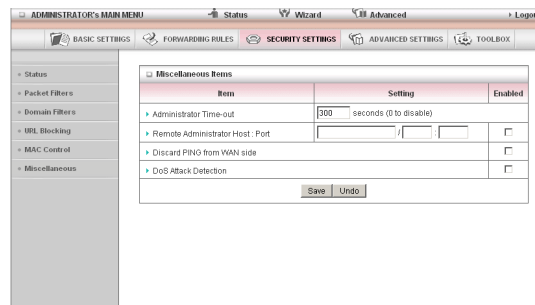 ADMINISTRATOR's MAIN MENU Status Wizard Advanced Logo
BASIC SETTINGS FORWARDING RULES SECURITY SETTINGS ADVANCED SETTINGS TOOLBOX
Status
Packet Filters
Domain Filters
URL Blocking
MAC Control
Miscellaneous
Miscellaneous Items
Item Setting Enabled
Administrator Time-out 300 seconds (0 to disable)
Remote Administrator Host : Port / :
Discard PING from WAN side
DoS Attack Detection
Save Undo